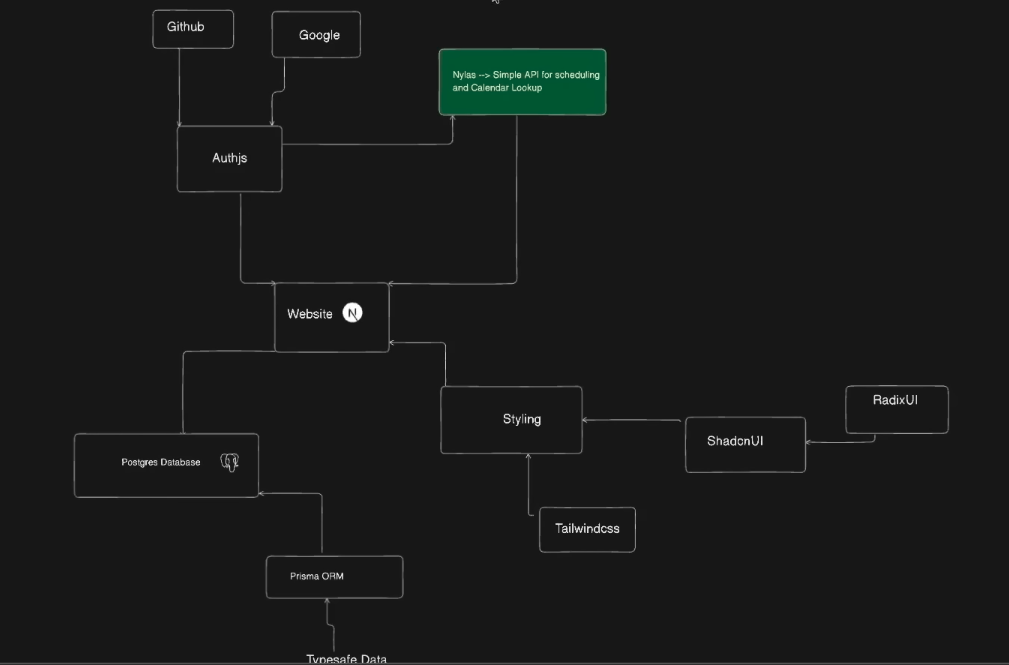 Github
Google
Nylas --> Simple API for scheduling
and Calendar Lookup
Authjs
Website N
Styling
RadixUI
ShadcnUI
Postgres Database
Tailwindcss
Prisma ORM
Typesafe Data